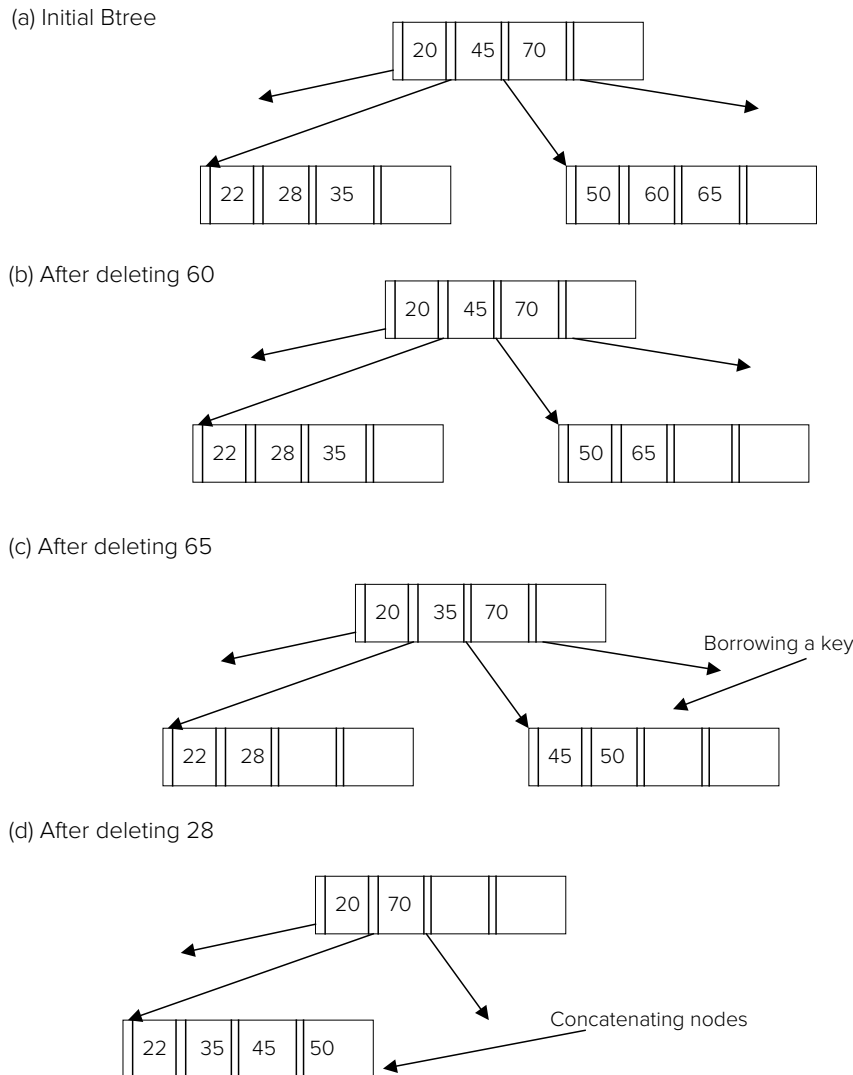 (a) Initial Btree
20 45 70
22 28 35
50 60 65
(b) After deleting 60
20 45 70
22 28 35
50 65
(c) After deleting 65
20 35 70
Borrowing a key
22 28
45 50
(d) After deleting 28
20 70
Concatenating nodes
22 35 45 50